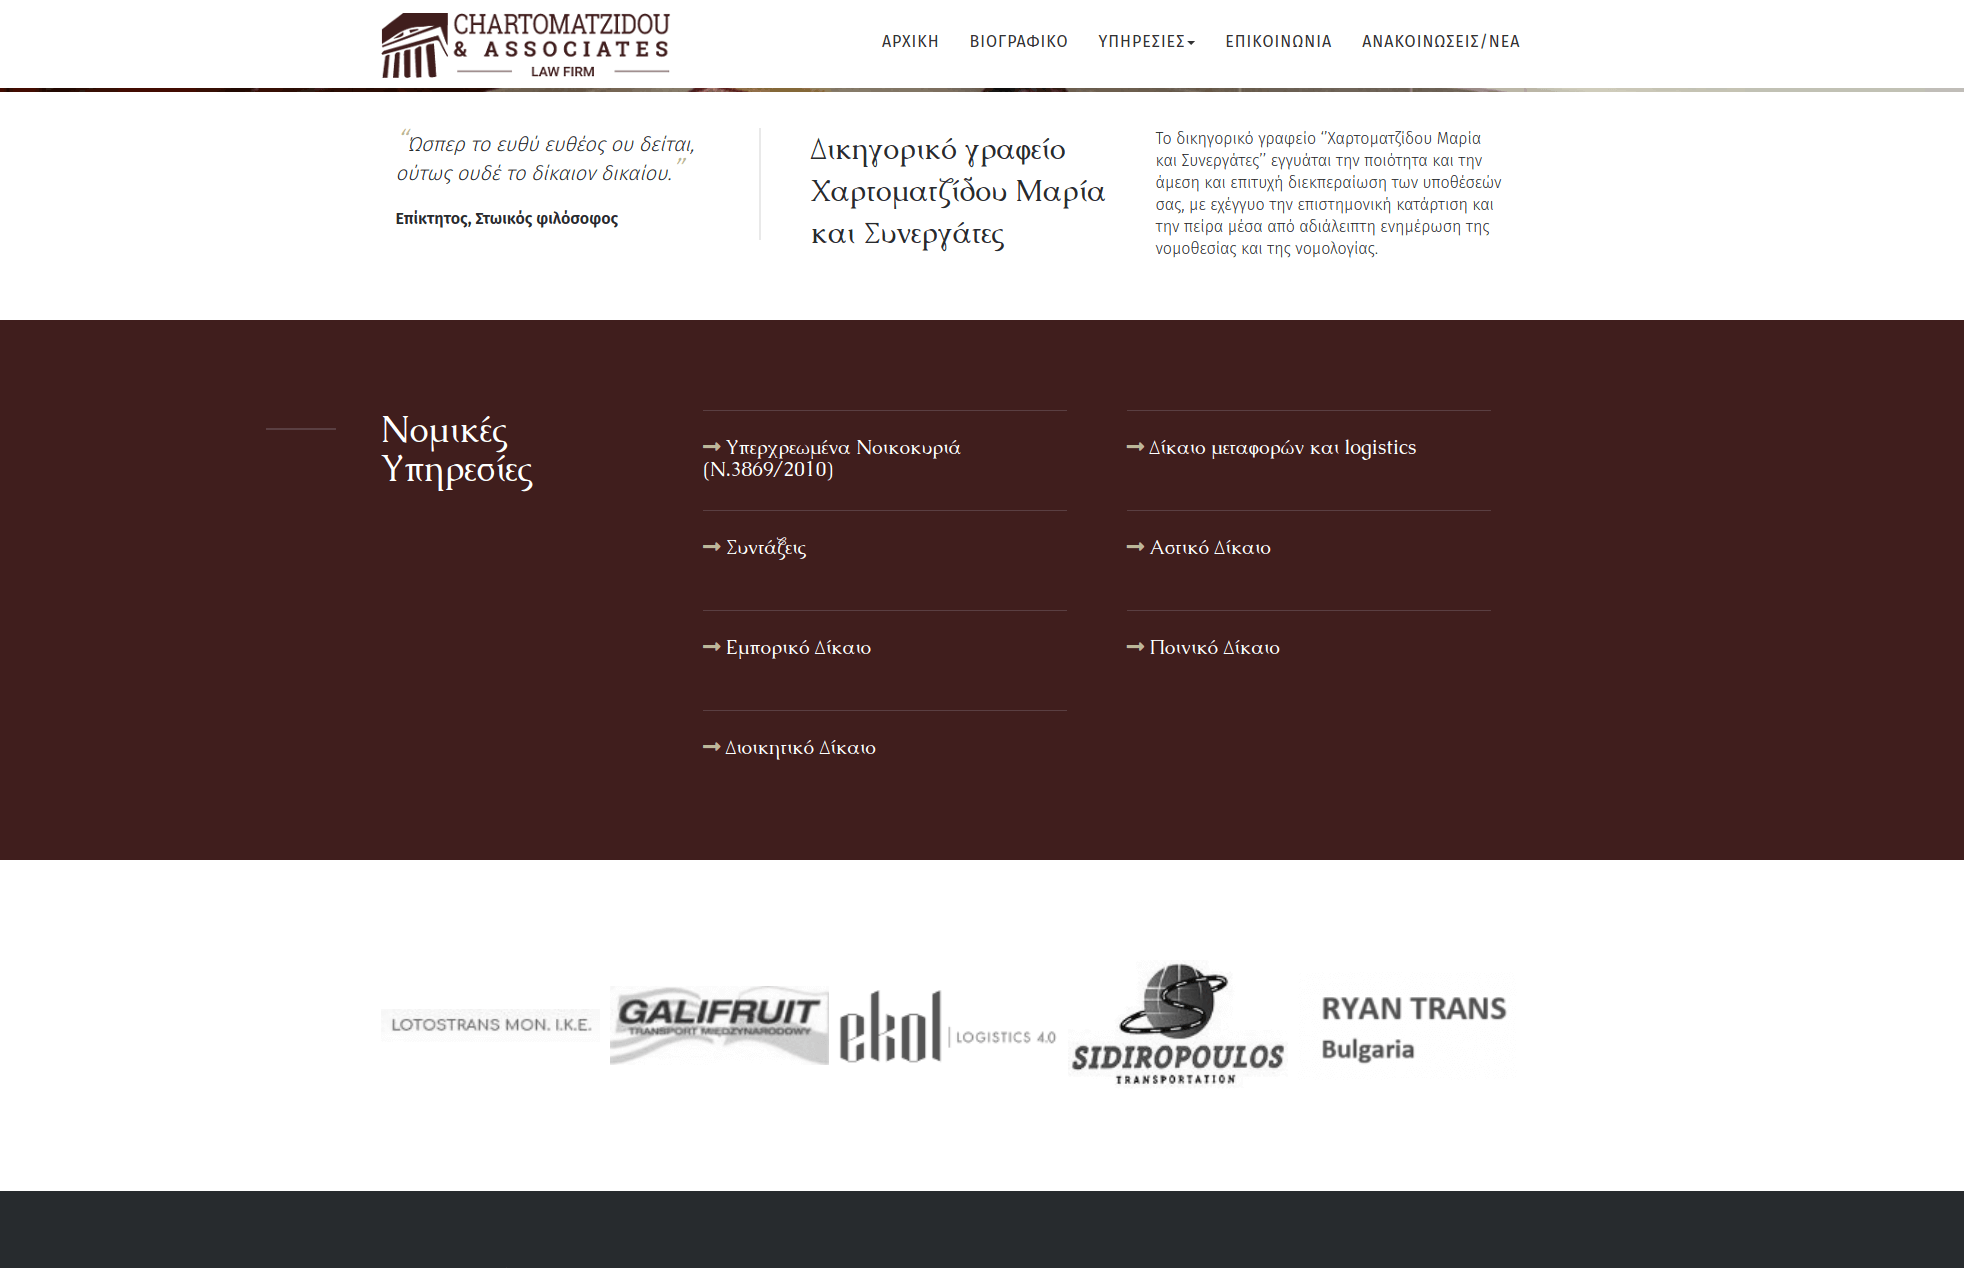 CHARTOMATZIDOU
& ASSOCIATES
LAW FIRM
ΑΡΧΙΚΗ ΒΙΟΓΡΑΦΙΚΟ ΥΠΗΡΕΣΙΕΣ ΕΠΙΚΟΙΝΩΝΙΑ ΑΝΑΚΟΙΝΩΣΕΙΣ/ΝΕΑ
“Ώσπερ το ευθύ ευθέος ου δείται,
ούτως ουδέ το δίκαιον δικαίου.”
Επίκτητος, Στωικός φιλόσοφος
Δικηγορικό γραφείο
Χαρτοματζίδου Μαρία
και Συνεργάτες
Το δικηγορικό γραφείο ‘’Χαρτοματζίδου Μαρία
και Συνεργάτες’’ εγγυάται την ποιότητα και την
άμεση και επιτυχή διεκπεραίωση των υποθέσεών
σας, με εχέγγυο την επιστημονική κατάρτιση και
την πείρα μέσα από αδιάλειπτη ενημέρωση της
νομοθεσίας και της νομολογίας.
Νομικές
Υπηρεσίες
Υπερχρεωμένα Νοικοκυριά
(Ν.3869/2010)
Δίκαιο μεταφορών και logistics
Συντάξεις
Αστικό Δίκαιο
Εμπορικό Δίκαιο
Ποινικό Δίκαιο
Διοικητικό Δίκαιο
LOTOSTRANS MON. I.K.E.
GALIFRUIT
TRANSPORT MIĘDZYNARODOWY
ekol LOGISTICS 4.0
SIDIROPOULOS
TRANSPORTATION
RYAN TRANS
Bulgaria